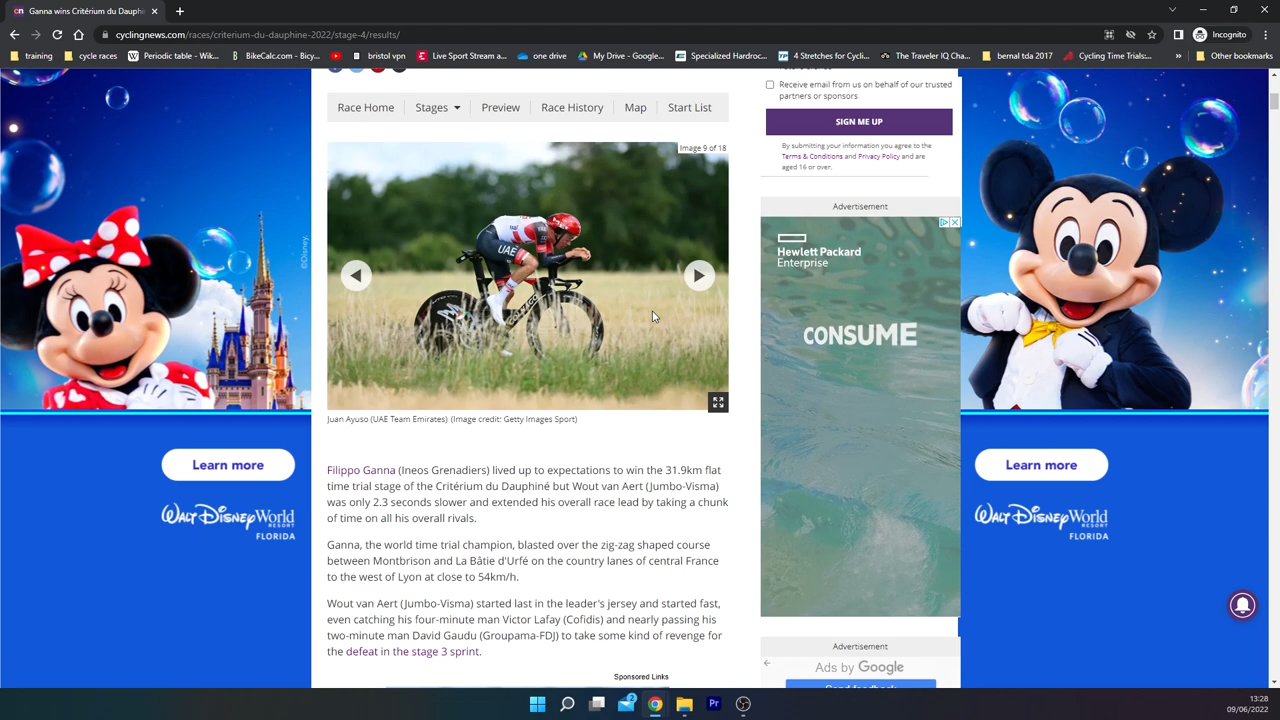 Ganna wins Critérium du Dau
Incognito
cyclingnews.com/races/criterium-du-dauphine-2022/stage-4/results/
training
cycle races
Periodic table - Wik...
BikeCalc.com - Bicy...
bristol vpn
Live Sport Stream a...
one drive
My Drive - Google...
Specialized Hardroc...
4 Stretches for Cycli...
The Traveler IQ Cha...
bernal tda 2017
Cycling Time Trials...
»
Other bookmarks
Receive email from us on behalf of our trusted
partners or sponsors
SIGN ME UP
By submitting your information you agree to the
Terms & Conditions and Privacy Policy and are
aged 16 or over.
Race Home
Stages
Preview
Race History
Map
Start List
Image 9 of 18
UAE
Juan Ayuso (UAE Team Emirates) (Image credit: Getty Images Sport)
Filippo Ganna (Ineos Grenadiers) lived up to expectations to win the 31.9km flat
time trial stage of the Critérium du Dauphiné but Wout van Aert (Jumbo-Visma)
was only 2.3 seconds slower and extended his overall race lead by taking a chunk
of time on all his overall rivals.
Ganna, the world time trial champion, blasted over the zig-zag shaped course
between Montbrison and La Bâtie d'Urfé on the country lanes of central France
to the west of Lyon at close to 54km/h.
Wout van Aert (Jumbo-Visma) started last in the leader's jersey and started fast,
even catching his four-minute man Victor Lafay (Cofidis) and nearly passing his
two-minute man David Gaudu (Groupama-FDJ) to take some kind of revenge for
the defeat in the stage 3 sprint.
Sponsored Links
Advertisement
Hewlett Packard
Enterprise
CONSUME
Advertisement
Ads by Google
Send feedback
©Disney.
Learn more
Walt Disney World
RESORT
FLORIDA
Learn more
Walt Disney World
RESORT
FLORIDA
2
Pr
13:28
09/06/2022